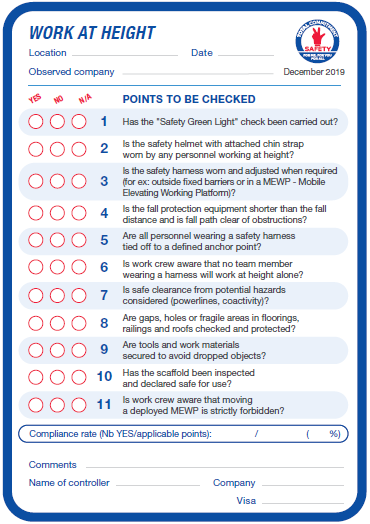 WORK AT HEIGHT
TOTAL COMMITMENT
SAFETY
FOR ME, FOR YOU,
FOR ALL
Location
Date
Observed company
December 2019
YES NO N/A
POINTS TO BE CHECKED
1 Has the "Safety Green Light" check been carried out?
2 Is the safety helmet with attached chin strap
worn by any personnel working at height?
3 Is the safety harness worn and adjusted when required
(for ex: outside fixed barriers or in a MEWP - Mobile
Elevating Working Platform)?
4 Is the fall protection equipment shorter than the fall
distance and is fall path clear of obstructions?
5 Are all personnel wearing a safety harness
tied off to a defined anchor point?
6 Is work crew aware that no team member
wearing a harness will work at height alone?
7 Is safe clearance from potential hazards
considered (powerlines, coactivity)?
8 Are gaps, holes or fragile areas in floorings,
railings and roofs checked and protected?
9 Are tools and work materials
secured to avoid dropped objects?
10 Has the scaffold been inspected
and declared safe for use?
11 Is work crew aware that moving
a deployed MEWP is strictly forbidden?
Compliance rate (Nb YES/applicable points): / ( %)
Comments
Name of controller
Company
Visa